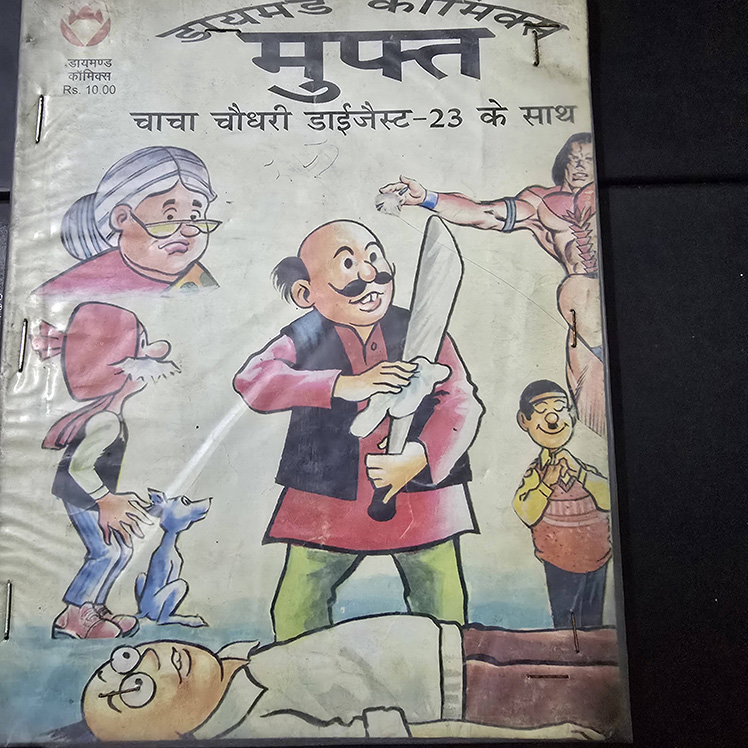 डायमण्ड कॉमिक्स
डायमण्ड
कॉमिक्स
Rs. 10.00
मुफ्त
चाचा चौधरी डाईजैस्ट-23 के साथ